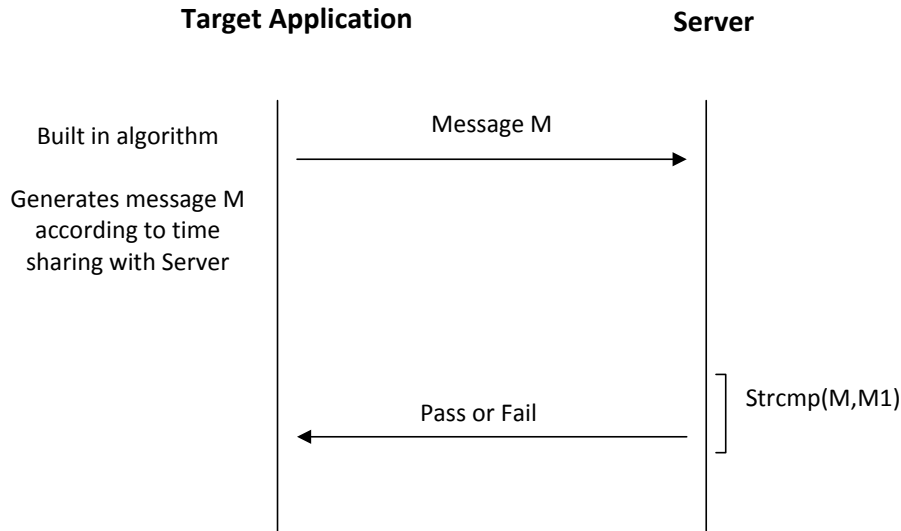 Target Application
Server
Built in algorithm
Message M
Generates message M
according to time
sharing with Server
Strcmp(M,M1)
Pass or Fail